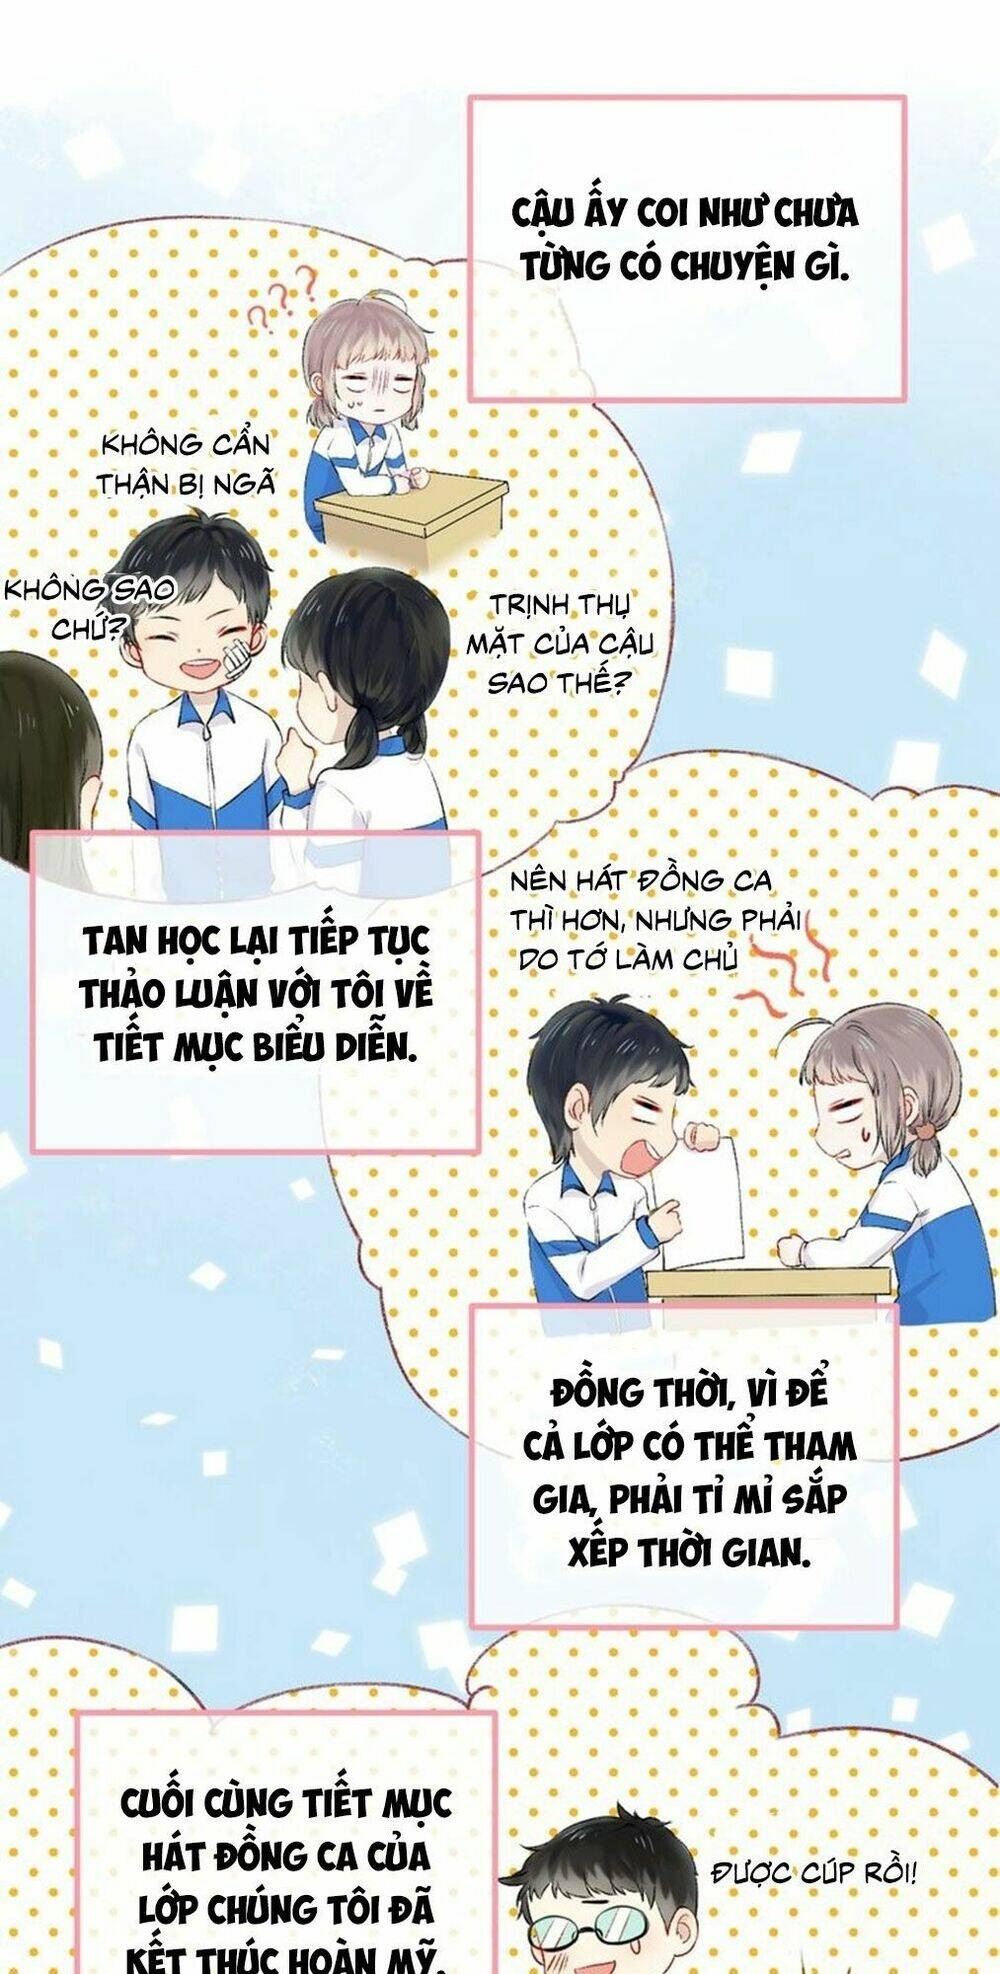 CẬU ẤY COI NHƯ CHƯA
TỪNG CÓ CHUYỆN GÌ.
???
KHÔNG CẨN
THẬN BỊ NGÃ
KHÔNG SAO
CHỨ?
TRỊNH THỤ
MẶT CỦA CẬU
SAO THẾ?
TAN HỌC LẠI TIẾP TỤC
THẢO LUẬN VỚI TÔI VỀ
TIẾT MỤC BIỂU DIỄN.
NÊN HÁT ĐỒNG CA
THÌ HƠN, NHƯNG PHẢI
DO TỚ LÀM CHỦ
ĐỒNG THỜI, VÌ ĐỂ
CẢ LỚP CÓ THỂ THAM
GIA, PHẢI TỈ MỈ SẮP
XẾP THỜI GIAN.
CUỐI CÙNG TIẾT MỤC
HÁT ĐỒNG CA CỦA
LỚP CHÚNG TÔI ĐÃ
KẾT THÚC HOÀN MỸ.
ĐƯỢC CÚP RỒI!